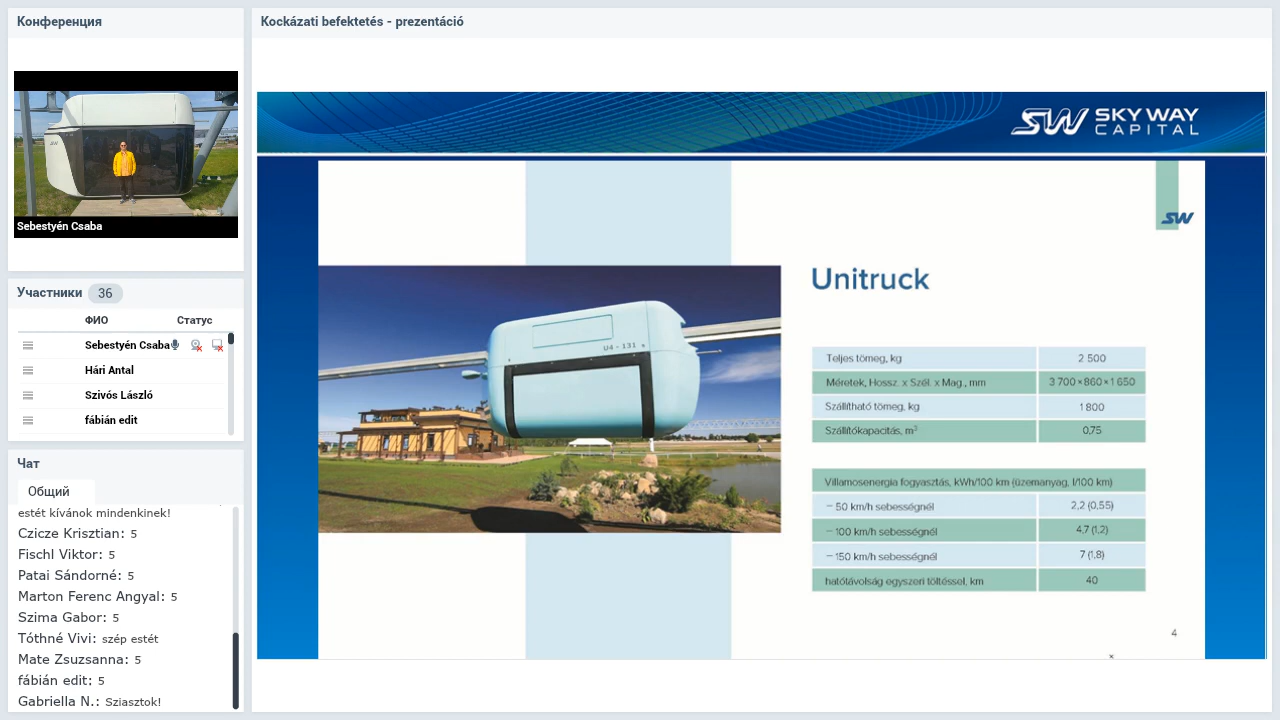 Конференция
Sebestyén Csaba
Участники 36
ФИО Статус
Sebestyén Csaba
Hári Antal
Szivós László
fábián edit
Чат
Общий
estét kívánok mindenkinek!
Czicze Krisztian: 5
Fischl Viktor: 5
Patai Sándorné: 5
Marton Ferenc Angyal: 5
Szima Gabor: 5
Tóthné Vivi: szép estét
Mate Zsuzsanna: 5
fábián edit: 5
Gabriella N.: Sziasztok!
Kockázati befektetés - prezentáció
SW SKY WAY
CAPITAL
SW
U4 - 131
Unitruck
Teljes tömeg, kg 2 500
Méretek, Hossz. x Szél. x Mag., mm 3 700×860×1 650
Szállítható tömeg, kg 1 800
Szállítókapacitás, m³ 0,75
Villamosenergia fogyasztás, kWh/100 km (üzemanyag, l/100 km)
– 50 km/h sebességnél 2,2 (0,55)
– 100 km/h sebességnél 4,7 (1,2)
– 150 km/h sebességnél 7 (1,8)
hatótávolság egyszeri töltéssel, km 40
4